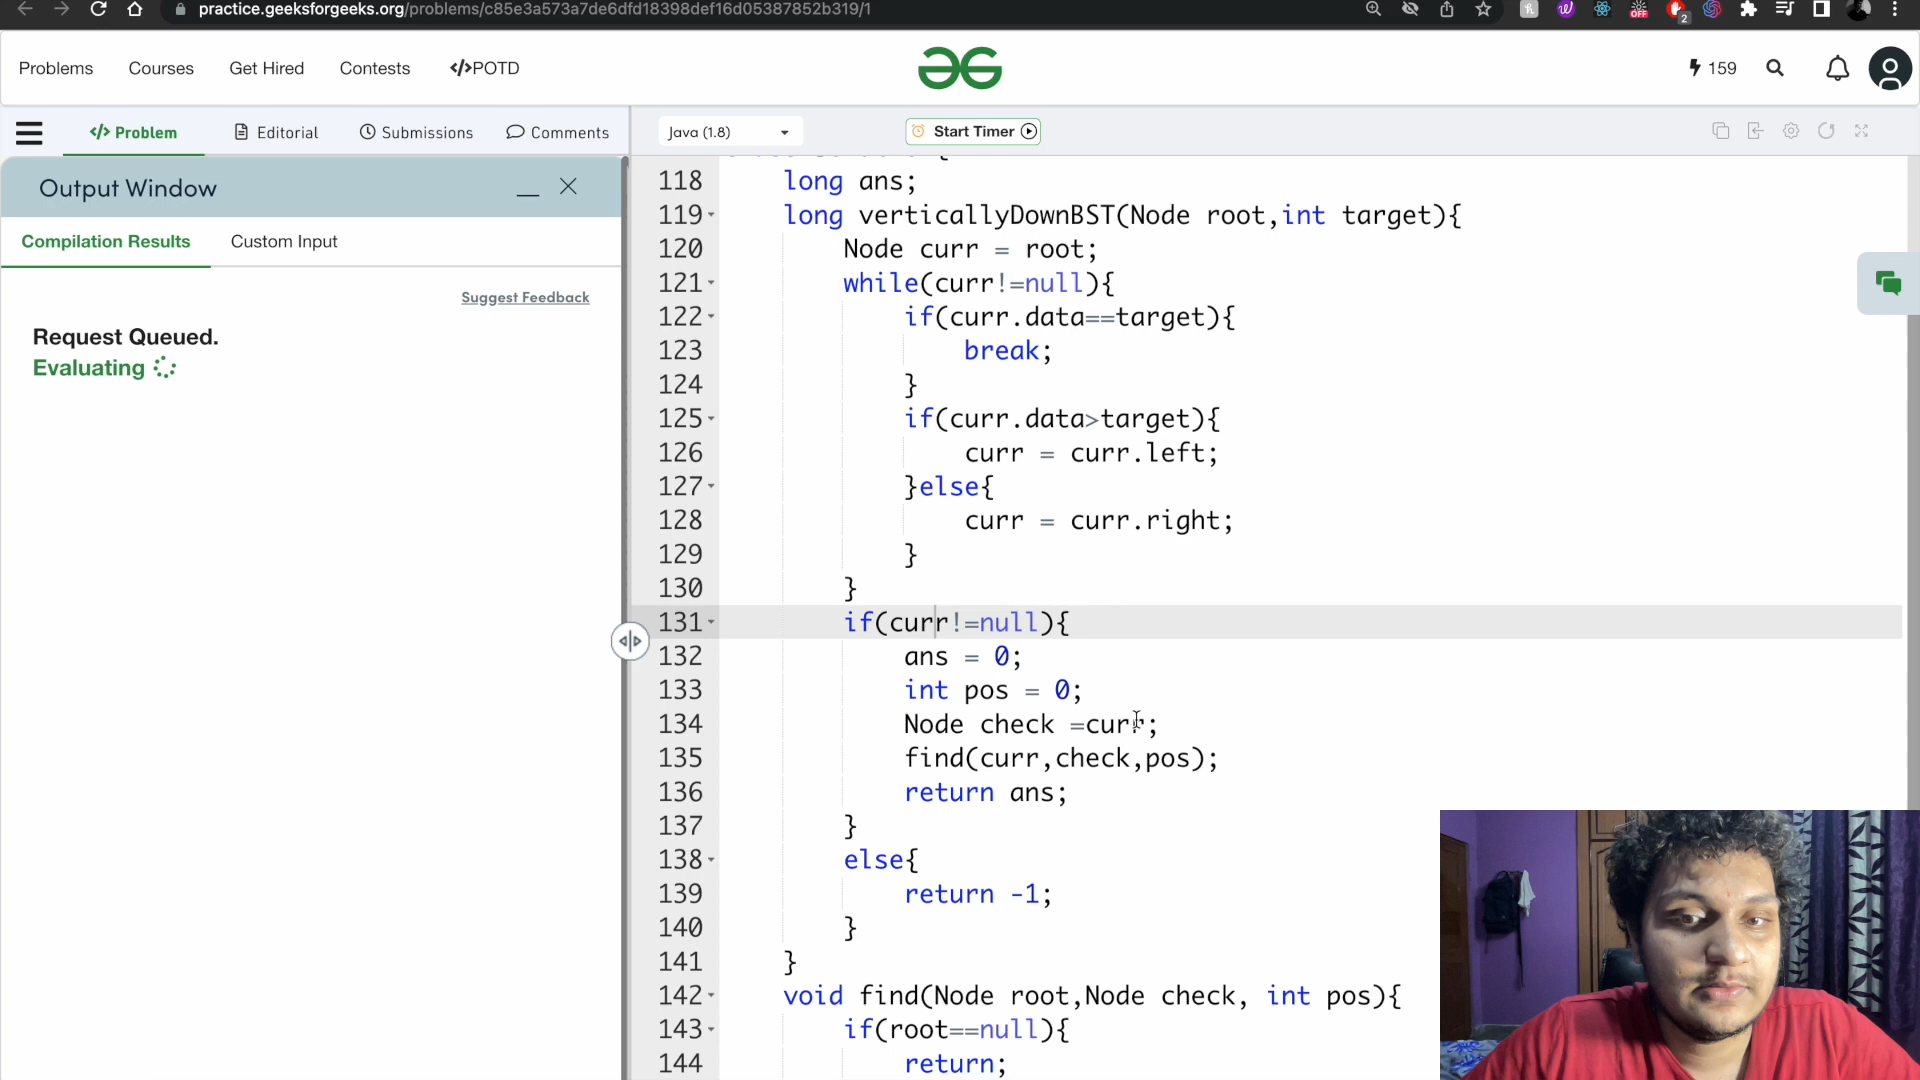 practice.geeksforgeeks.org/problems/c85e3a573a7de6dfd18398def16d05387852b319/1
OFF
2
Problems
Courses
Get Hired
Contests
</>POTD
159
</> Problem
Editorial
Submissions
Comments
Java (1.8)
Start Timer
Output Window
Compilation Results
Custom Input
Suggest Feedback
Request Queued.
Evaluating
118 long ans;
119 long verticallyDownBST(Node root,int target){
120 Node curr = root;
121 while(curr!=null){
122 if(curr.data==target){
123 break;
124 }
125 if(curr.data>target){
126 curr = curr.left;
127 }else{
128 curr = curr.right;
129 }
130 }
131 if(curr!=null){
132 ans = 0;
133 int pos = 0;
134 Node check =curr;
135 find(curr,check,pos);
136 return ans;
137 }
138 else{
139 return -1;
140 }
141 }
142 void find(Node root,Node check, int pos){
143 if(root==null){
144 return;